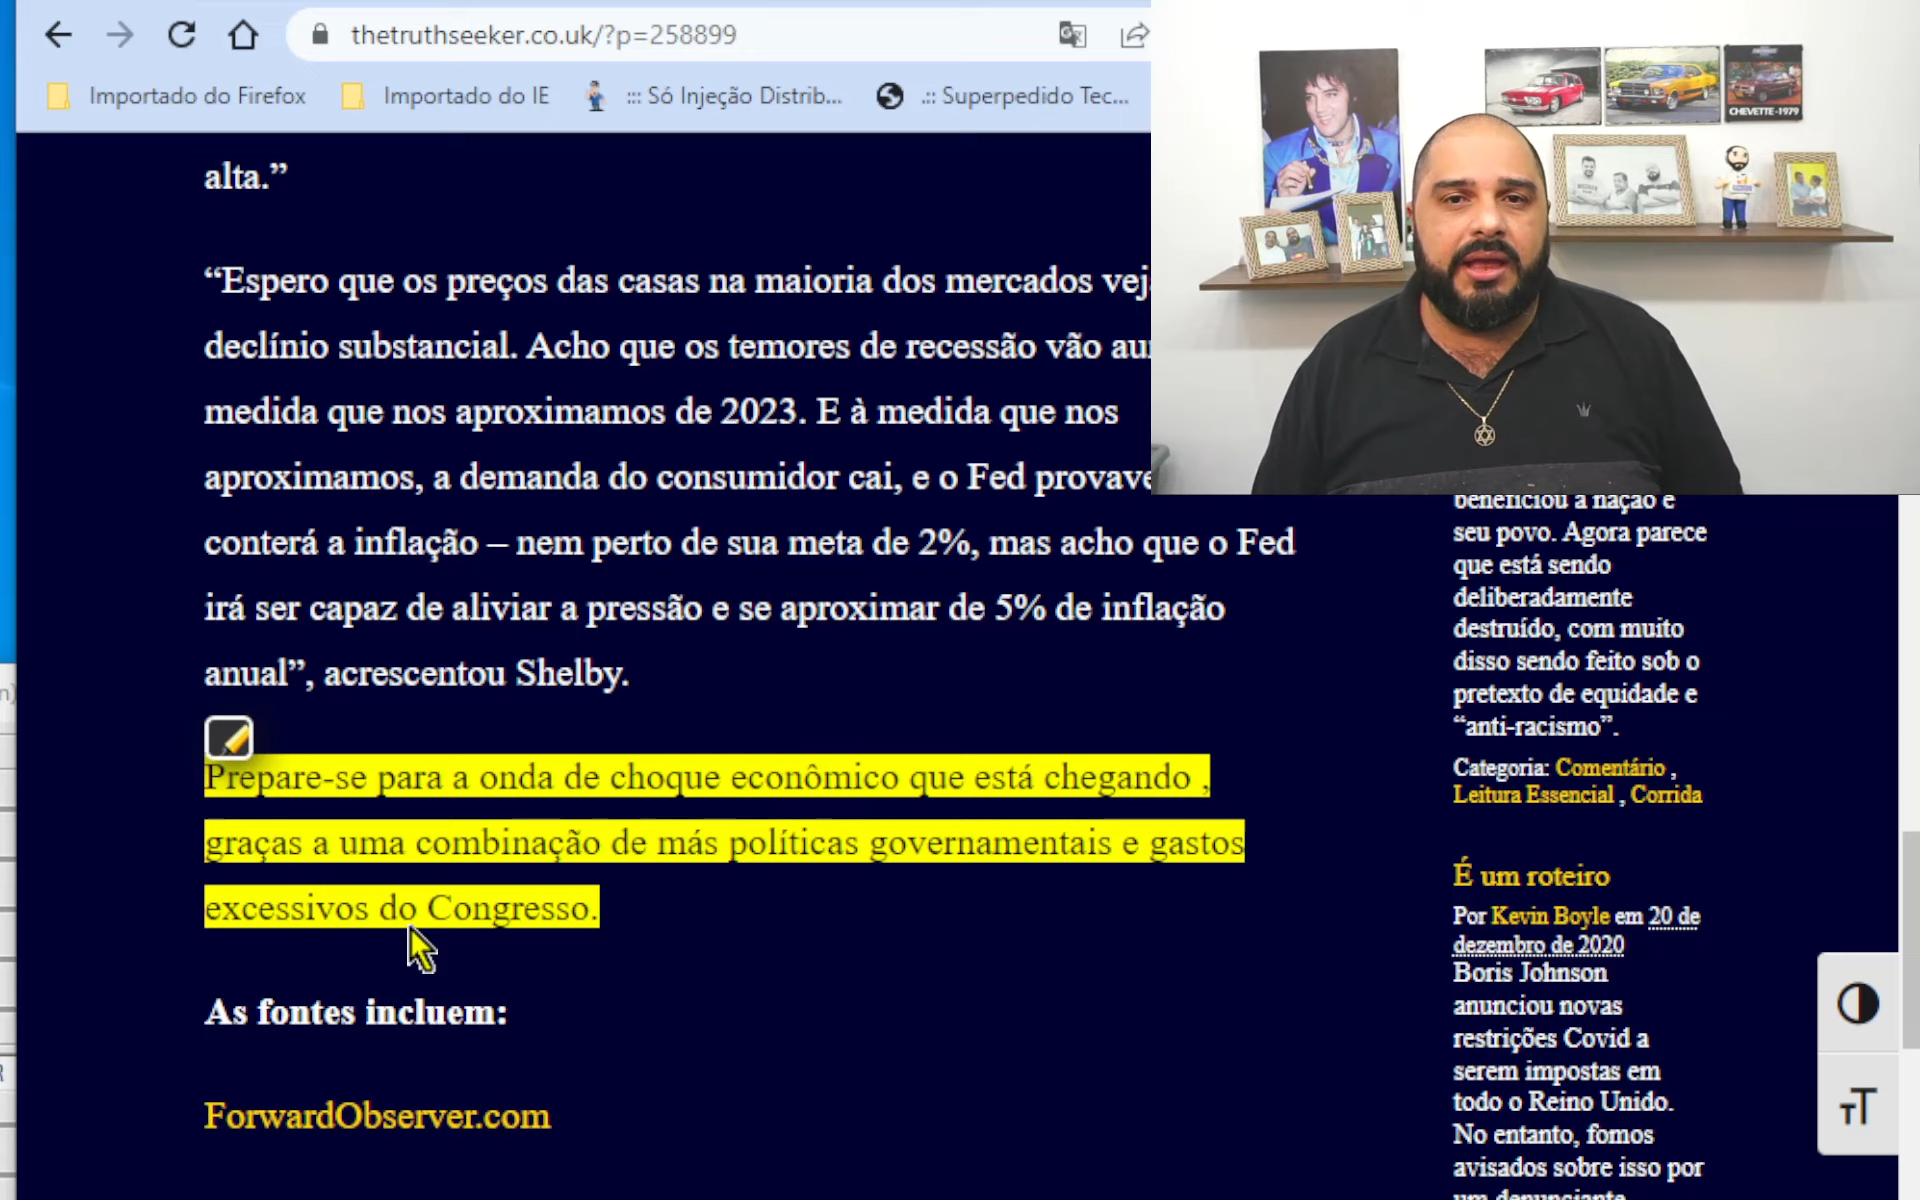 thetruthseeker.co.uk/?p=258899
Importado do Firefox
Importado do IE
::: Só Injeção Distrib...
.:: Superpedido Tec...
CHEVETTE-1979
alta.”
“Espero que os preços das casas na maioria dos mercados
declínio substancial. Acho que os temores de recessão vão
medida que nos aproximamos de 2023. E à medida que nos
aproximamos, a demanda do consumidor cai, e o Fed
conterá a inflação – nem perto de sua meta de 2%, mas acho que o Fed
irá ser capaz de aliviar a pressão e se aproximar de 5% de inflação
anual”, acrescentou Shelby.
Prepare-se para a onda de choque econômico que está chegando ,
graças a uma combinação de más políticas governamentais e gastos
excessivos do Congresso.
As fontes incluem:
ForwardObserver.com
beneficiou a nação e
seu povo. Agora parece
que está sendo
deliberadamente
destruído, com muito
disso sendo feito sob o
pretexto de equidade e
“anti-racismo”.
Categoria: Comentário ,
Leitura Essencial , Corrida
É um roteiro
Por Kevin Boyle em 20 de
dezembro de 2020
Boris Johnson
anunciou novas
restrições Covid a
serem impostas em
todo o Reino Unido.
No entanto, fomos
avisados sobre isso por
um denunciante